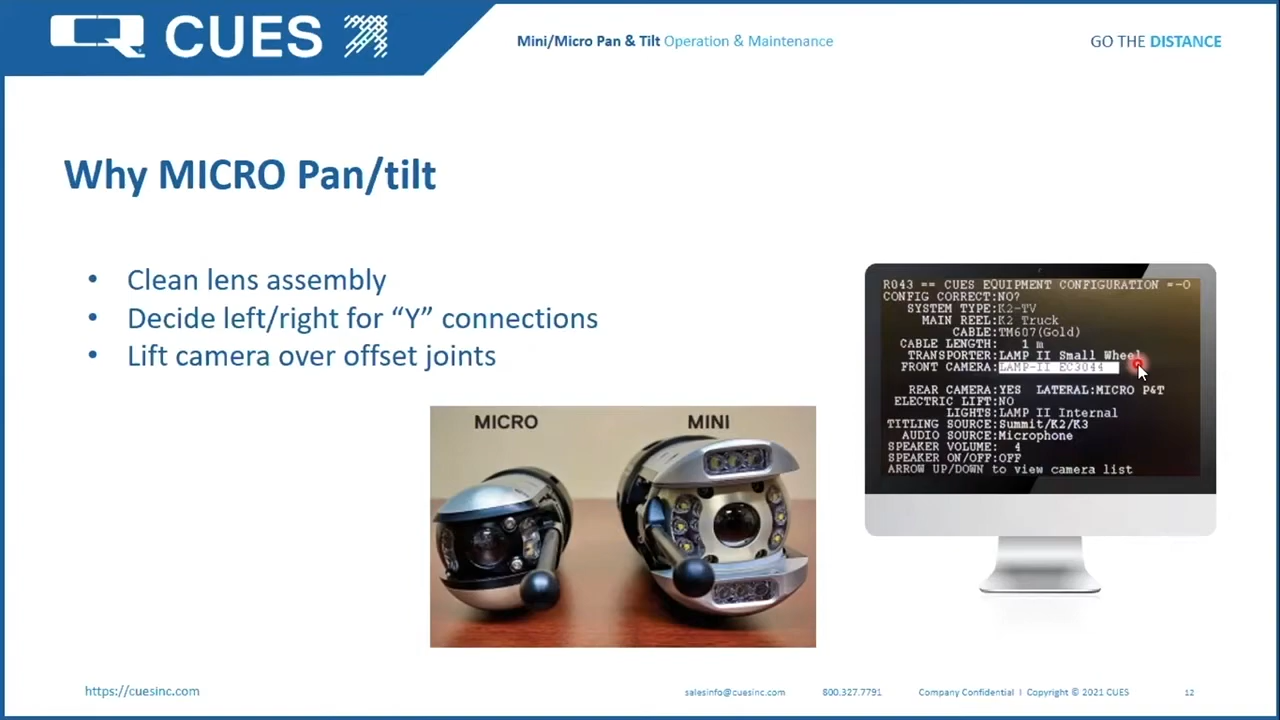 CUES
Mini/Micro Pan & Tilt Operation & Maintenance
GO THE DISTANCE
Why MICRO Pan/tilt
• Clean lens assembly
• Decide left/right for “Y” connections
• Lift camera over offset joints
MICRO
MINI
R043 == CUES EQUIPMENT CONFIGURATION =-0
CONFIG CORRECT:NO?
SYSTEM TYPE:K2-TV
MAIN REEL:K2 Truck
CABLE:TM607(Gold)
CABLE LENGTH: 1 m
TRANSPORTER:LAMP II Small Wheel
FRONT CAMERA:LAMP-II EC3044
REAR CAMERA:YES LATERAL:MICRO P&T
ELECTRIC LIFT:NO
LIGHTS:LAMP II Internal
TITLING SOURCE:Summit/K2/K3
AUDIO SOURCE:Microphone
SPEAKER VOLUME: 4
SPEAKER ON/OFF:OFF
ARROW UP/DOWN to view camera list
https://cuesinc.com
salesinfo@cuesinc.com
800.327.7791
Company Confidential I Copyright © 2021 CUES
12